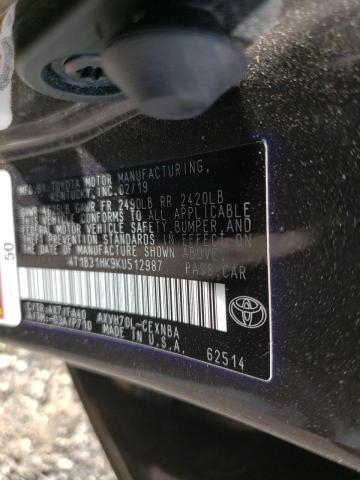 MFD.BY:TOYOTA MOTOR MANUFACTURING,
KENTUCKY, INC. 02/19
GVWR FR 2490LB RR 2420LB
THIS VEHICLE CONFORMS TO ALL APPLICABLE
FEDERAL MOTOR VEHICLE SAFETY, BUMPER, AND
THEFT PREVENTION STANDARDS IN EFFECT ON THE
DATE OF MANUFACTURE SHOWN ABOVE.
4T1B31HK9KU512987 PASS.CAR
AXVH70L-CEXNBA
MADE IN U.S.A.
62514
50